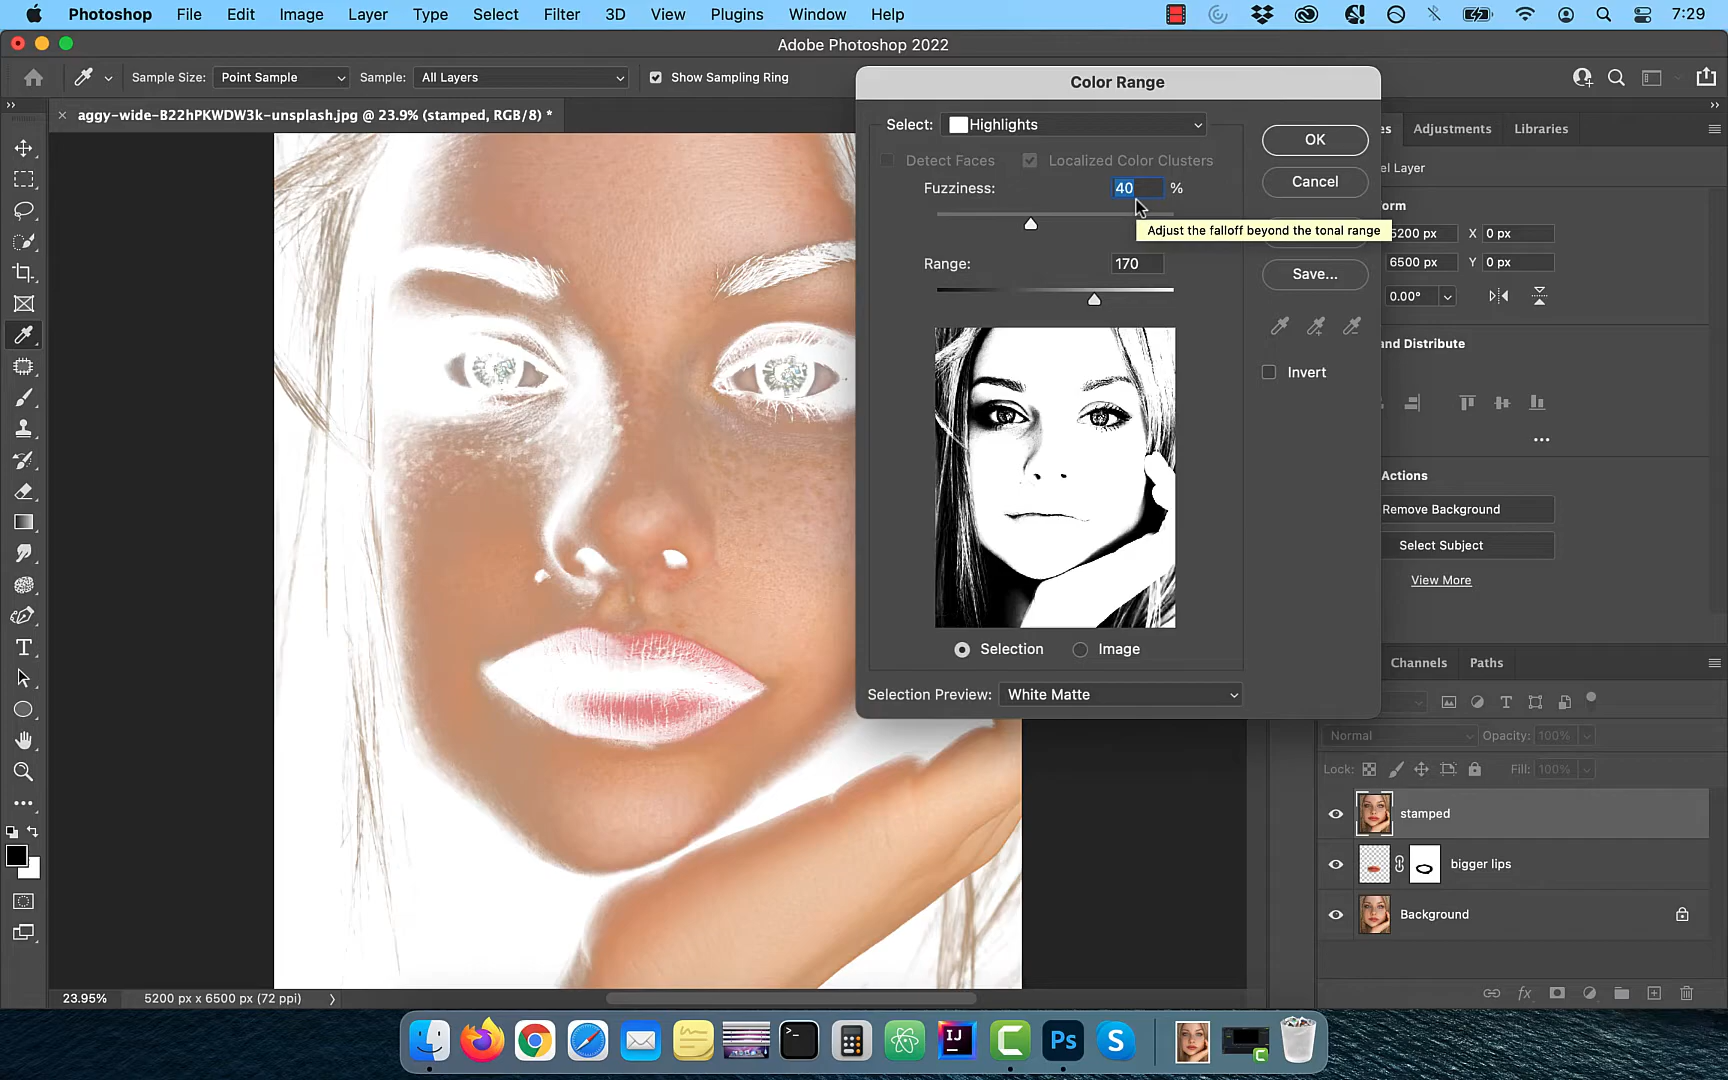 Photoshop File Edit Image Layer Type Select Filter 3D View Plugins Window Help 7:29
Adobe Photoshop 2022
Sample Size: Point Sample Sample: All Layers Show Sampling Ring
Color Range
aggy-wide-B22hPKWDW3k-unsplash.jpg @ 23.9% (stamped, RGB/8) *
Select: Highlights
OK
es Adjustments Libraries
Detect Faces Localized Color Clusters
el Layer
Fuzziness: 40 %
Cancel
orm
Adjust the falloff beyond the tonal range
5200 px X 0 px
Range: 170
6500 px Y 0 px
Save...
0.00°
and Distribute
Invert
Actions
Remove Background
Select Subject
View More
Selection Image
Channels Paths
Selection Preview: White Matte
Normal Opacity: 100%
Lock: Fill: 100%
stamped
bigger lips
Background
23.95% 5200 px x 6500 px (72 ppi)
IJ
Ps